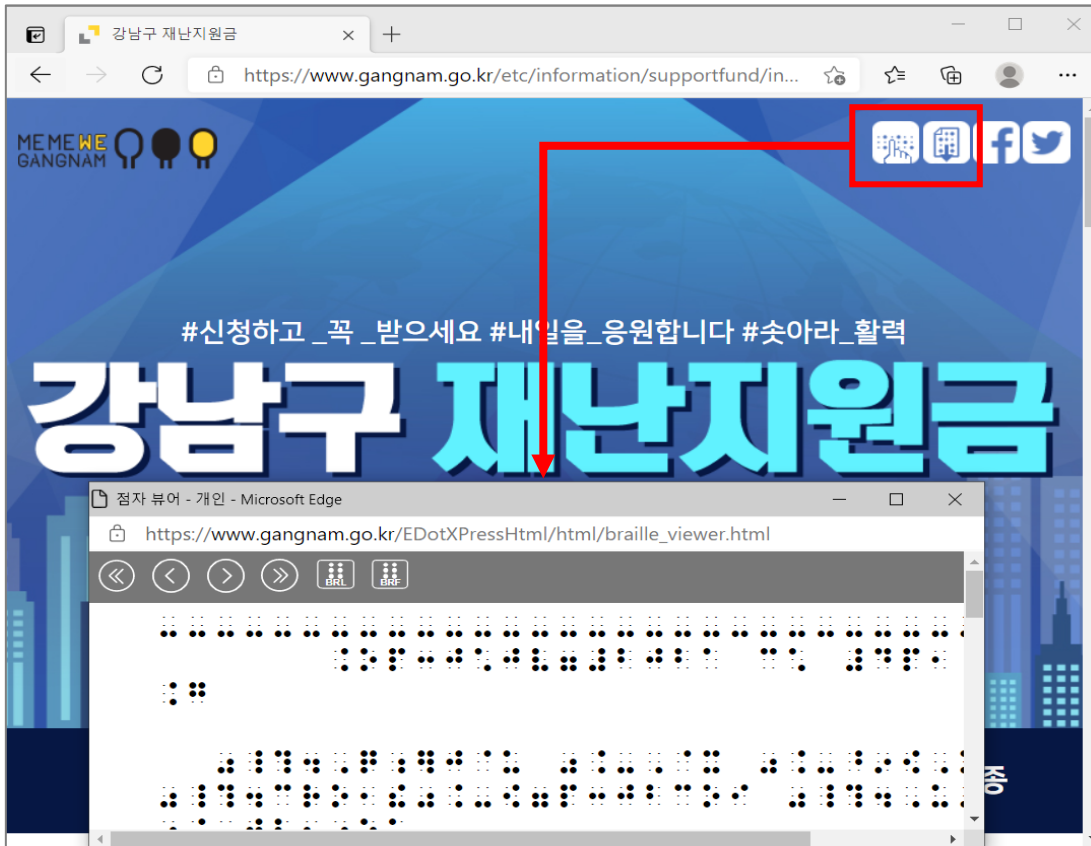 강남구 재난지원금
https://www.gangnam.go.kr/etc/information/supportfund/in...
MEMEWE
GANGNAM
#신청하고 _꼭 _받으세요 #내일을_응원합니다 #솟아라_활력
강남구 재난지원금
점자 뷰어 - 개인 - Microsoft Edge
https://www.gangnam.go.kr/EDotXPressHtml/html/braille_viewer.html
BRL BRF
종